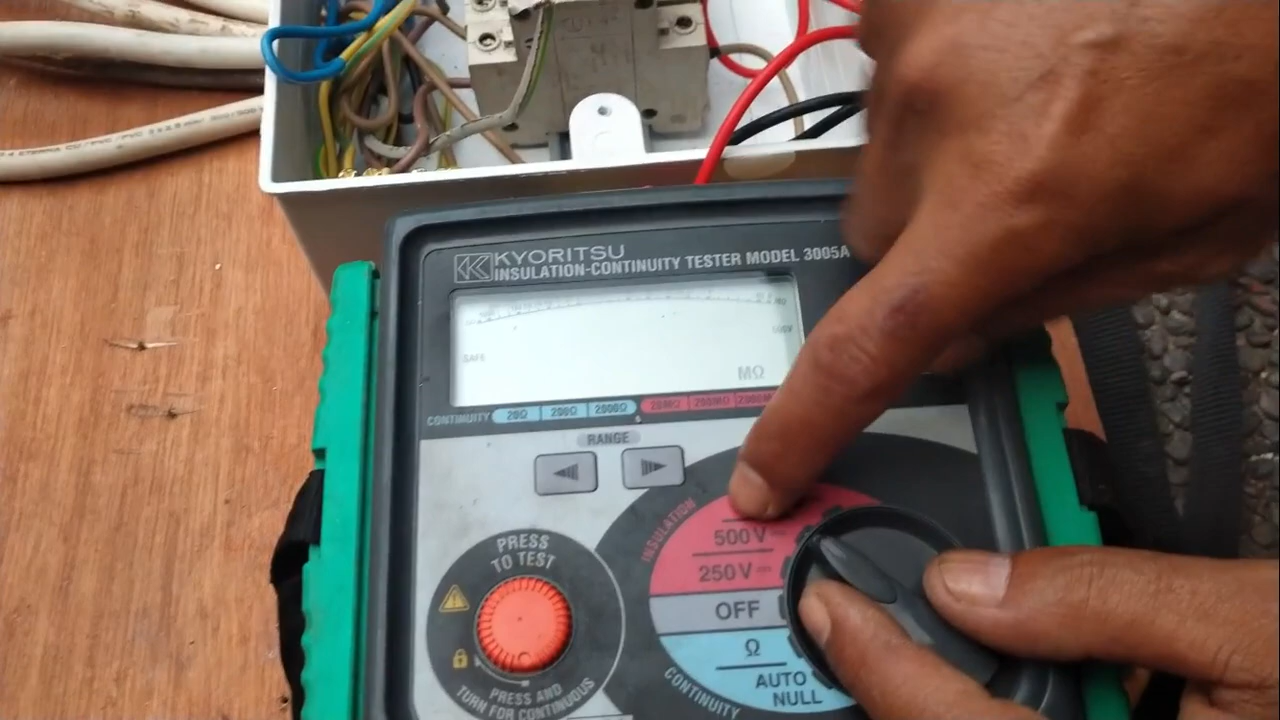 KYORITSU
INSULATION-CONTINUITY TESTER MODEL 3005A
500V
SAFE
MΩ
CONTINUITY 20Ω 200Ω 2000Ω 20MΩ 200MΩ
RANGE
INSULATION
500V
250V
OFF
Ω
AUTO
NULL
CONTINUITY
PRESS
TO TEST
PRESS AND
TURN FOR CONTINUOUS